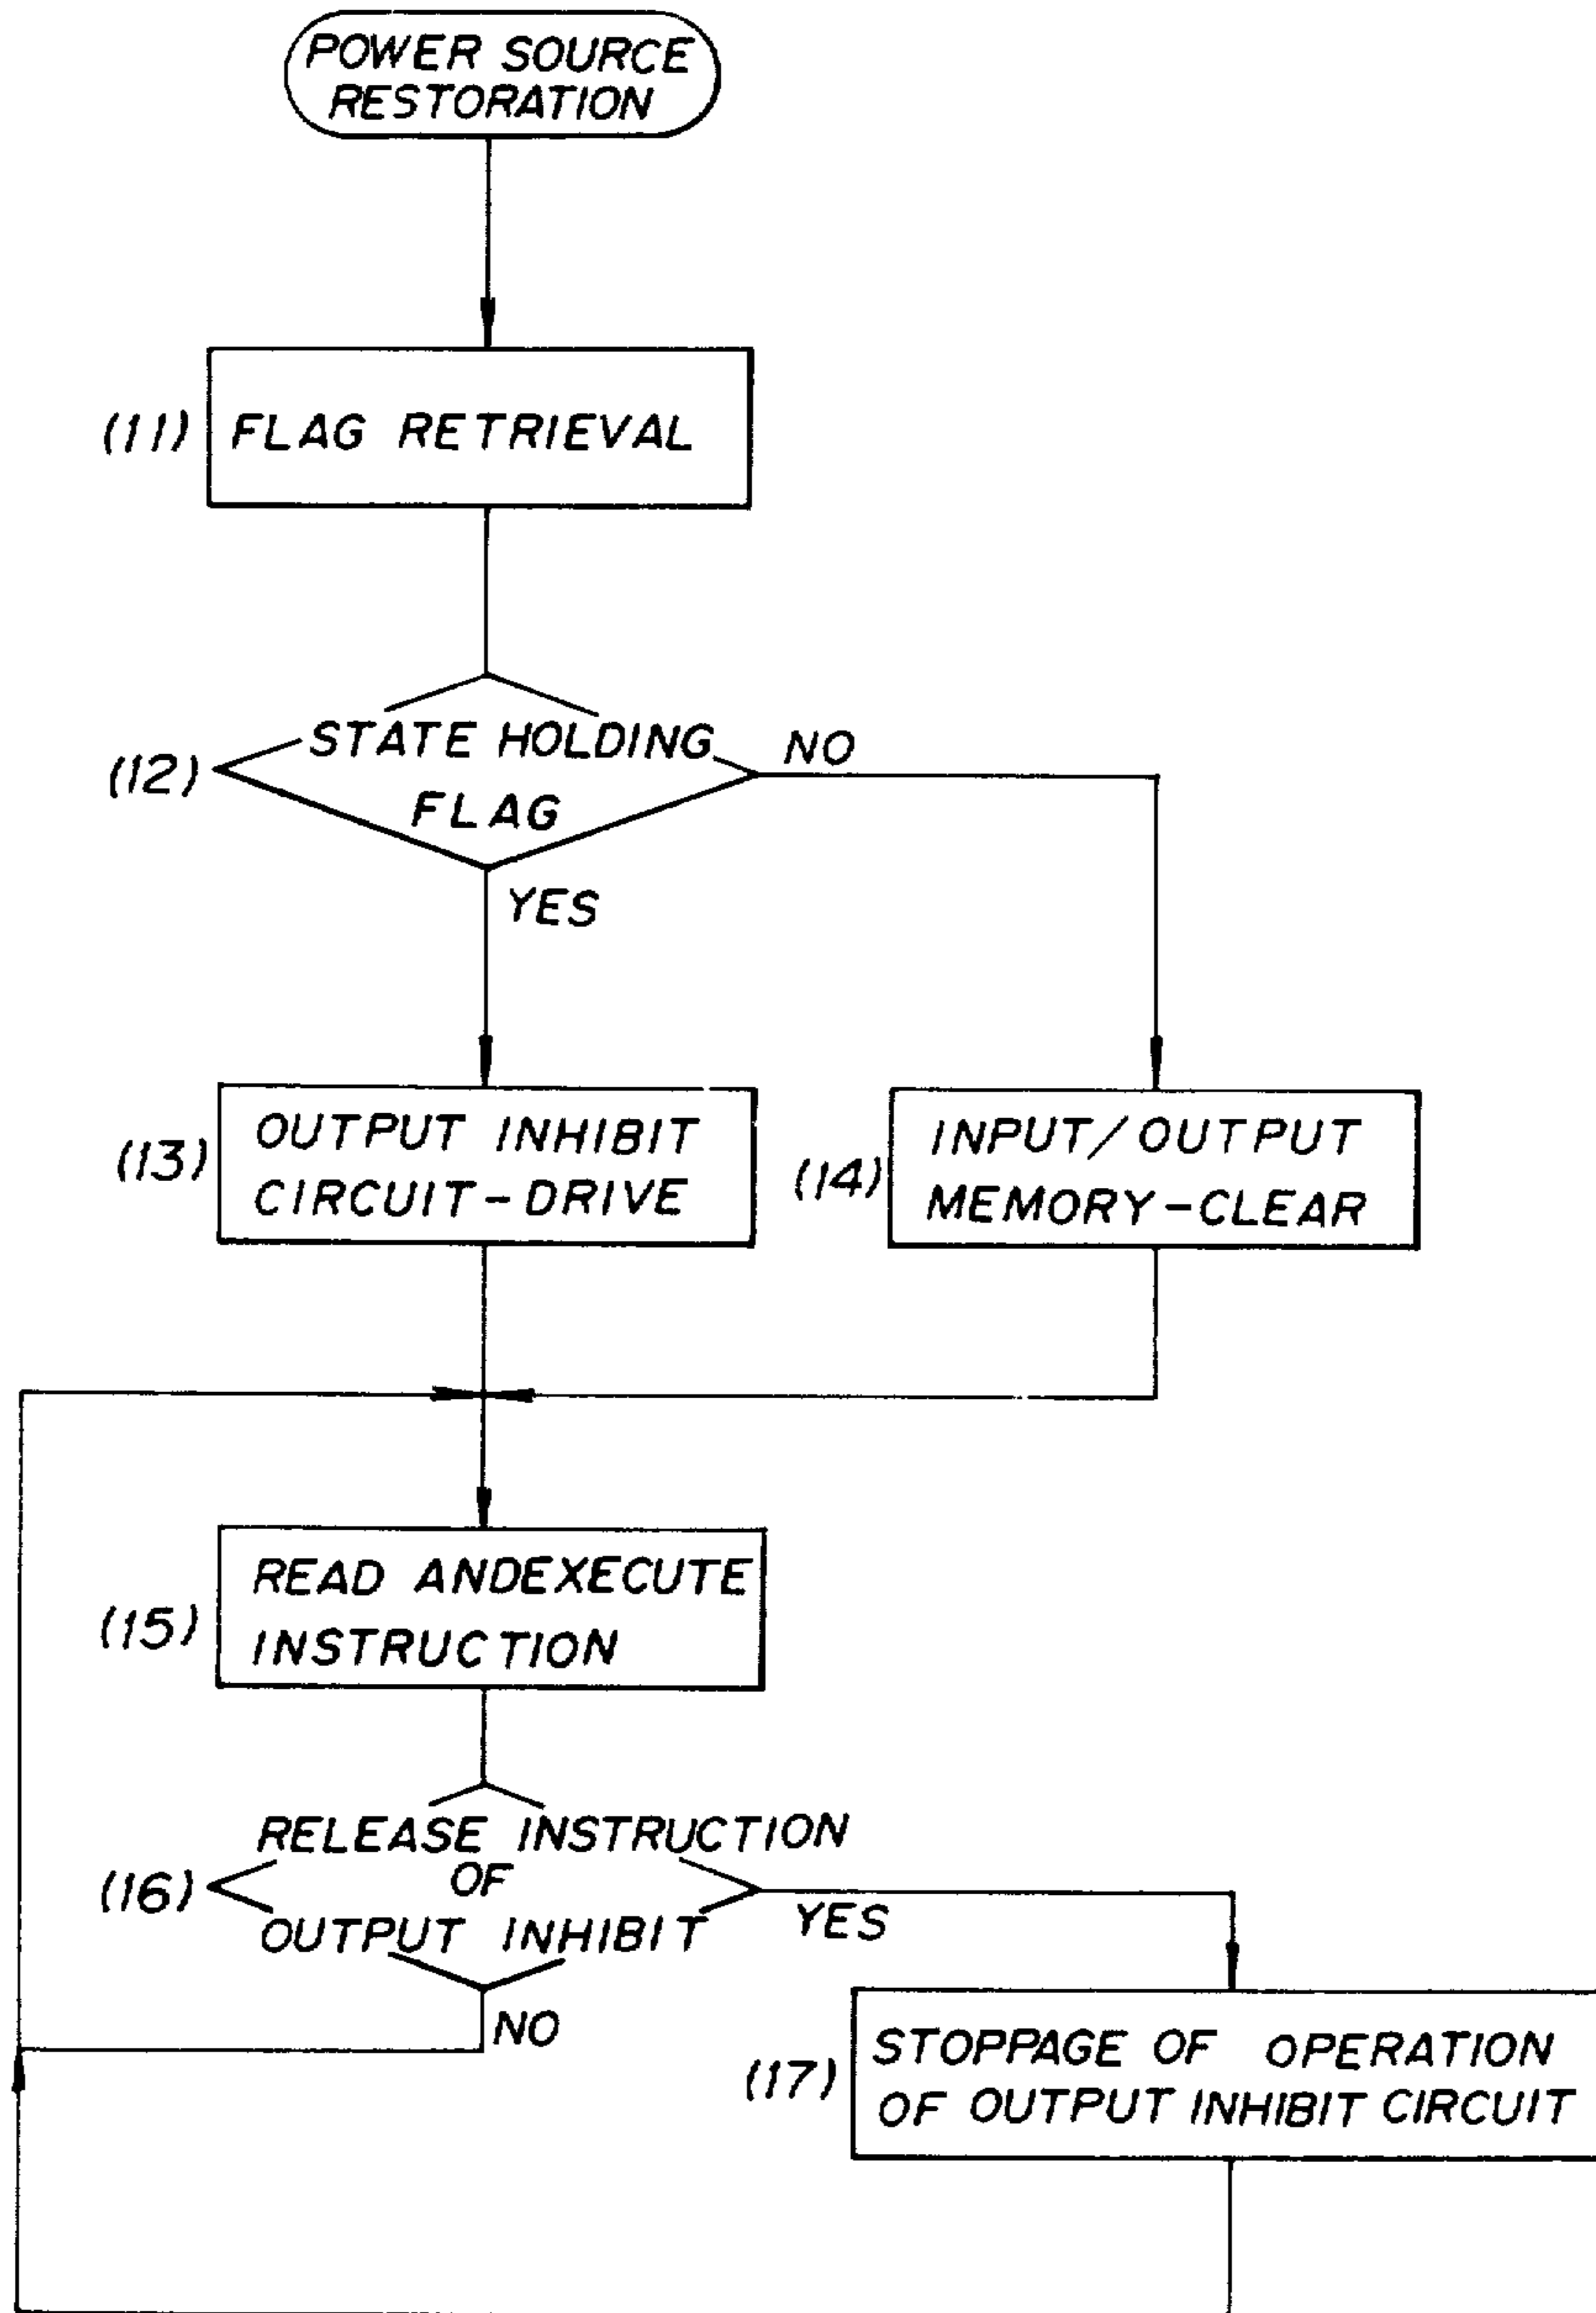 POWER SOURCE
RESTORATION
(11) FLAG RETRIEVAL
(12) STATE HOLDING
FLAG
NO
YES
(13) OUTPUT INHIBIT
CIRCUIT-DRIVE
(14) INPUT/OUTPUT
MEMORY-CLEAR
(15) READ ANDEXECUTE
INSTRUCTION
(16) RELEASE INSTRUCTION
OF
OUTPUT INHIBIT
YES
NO
(17) STOPPAGE OF OPERATION
OF OUTPUT INHIBIT CIRCUIT